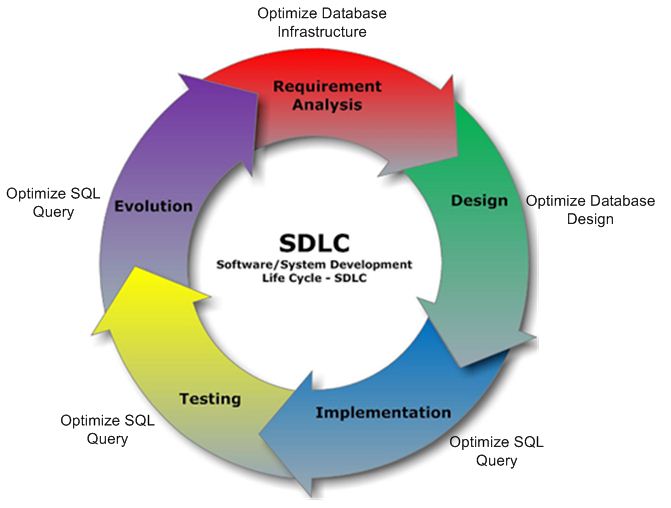 Optimize Database
Infrastructure
Requirement
Analysis
Design
Optimize Database
Design
Optimize SQL
Query
Evolution
SDLC
Software/System Development
Life Cycle - SDLC
Testing
Implementation
Optimize SQL
Query
Optimize SQL
Query